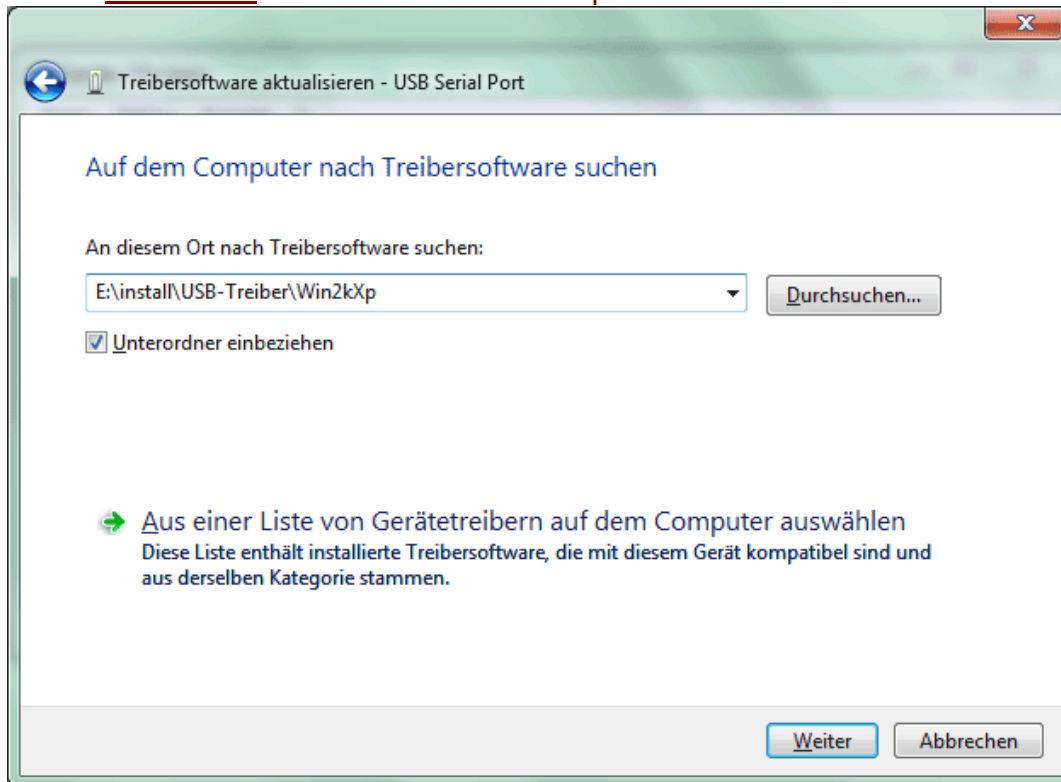 Treibersoftware aktualisieren - USB Serial Port
Auf dem Computer nach Treibersoftware suchen
An diesem Ort nach Treibersoftware suchen:
E:\install\USB-Treiber\Win2kXp
Durchsuchen...
Unterordner einbeziehen
Aus einer Liste von Gerätetreibern auf dem Computer auswählen
Diese Liste enthält installierte Treibersoftware, die mit diesem Gerät kompatibel sind und
aus derselben Kategorie stammen.
Weiter
Abbrechen